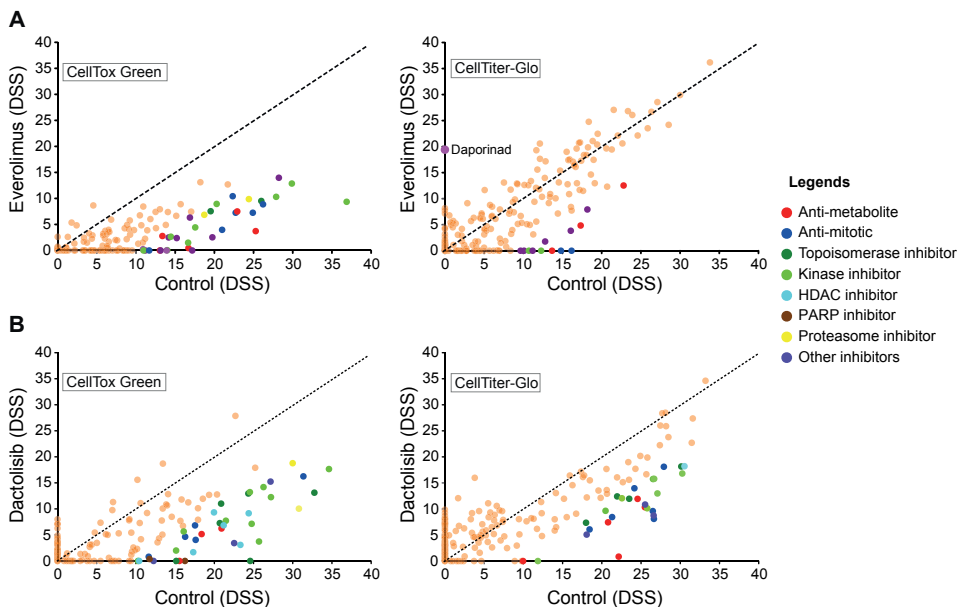 A
Everolimus (DSS)
40
35
30
25
20
15
10
5
0
CellTox Green
0 5 10 15 20 25 30 35 40
Control (DSS)
Everolimus (DSS)
40
35
30
25
20
15
10
5
0
CellTiter-Glo
Daporinad
0 5 10 15 20 25 30 35 40
Control (DSS)
Legends
Anti-metabolite
Anti-mitotic
Topoisomerase inhibitor
Kinase inhibitor
HDAC inhibitor
PARP inhibitor
Proteasome inhibitor
Other inhibitors
B
Dactolisib (DSS)
40
35
30
25
20
15
10
5
0
CellTox Green
0 5 10 15 20 25 30 35 40
Control (DSS)
Dactolisib (DSS)
40
35
30
25
20
15
10
5
0
CellTiter-Glo
0 5 10 15 20 25 30 35 40
Control (DSS)